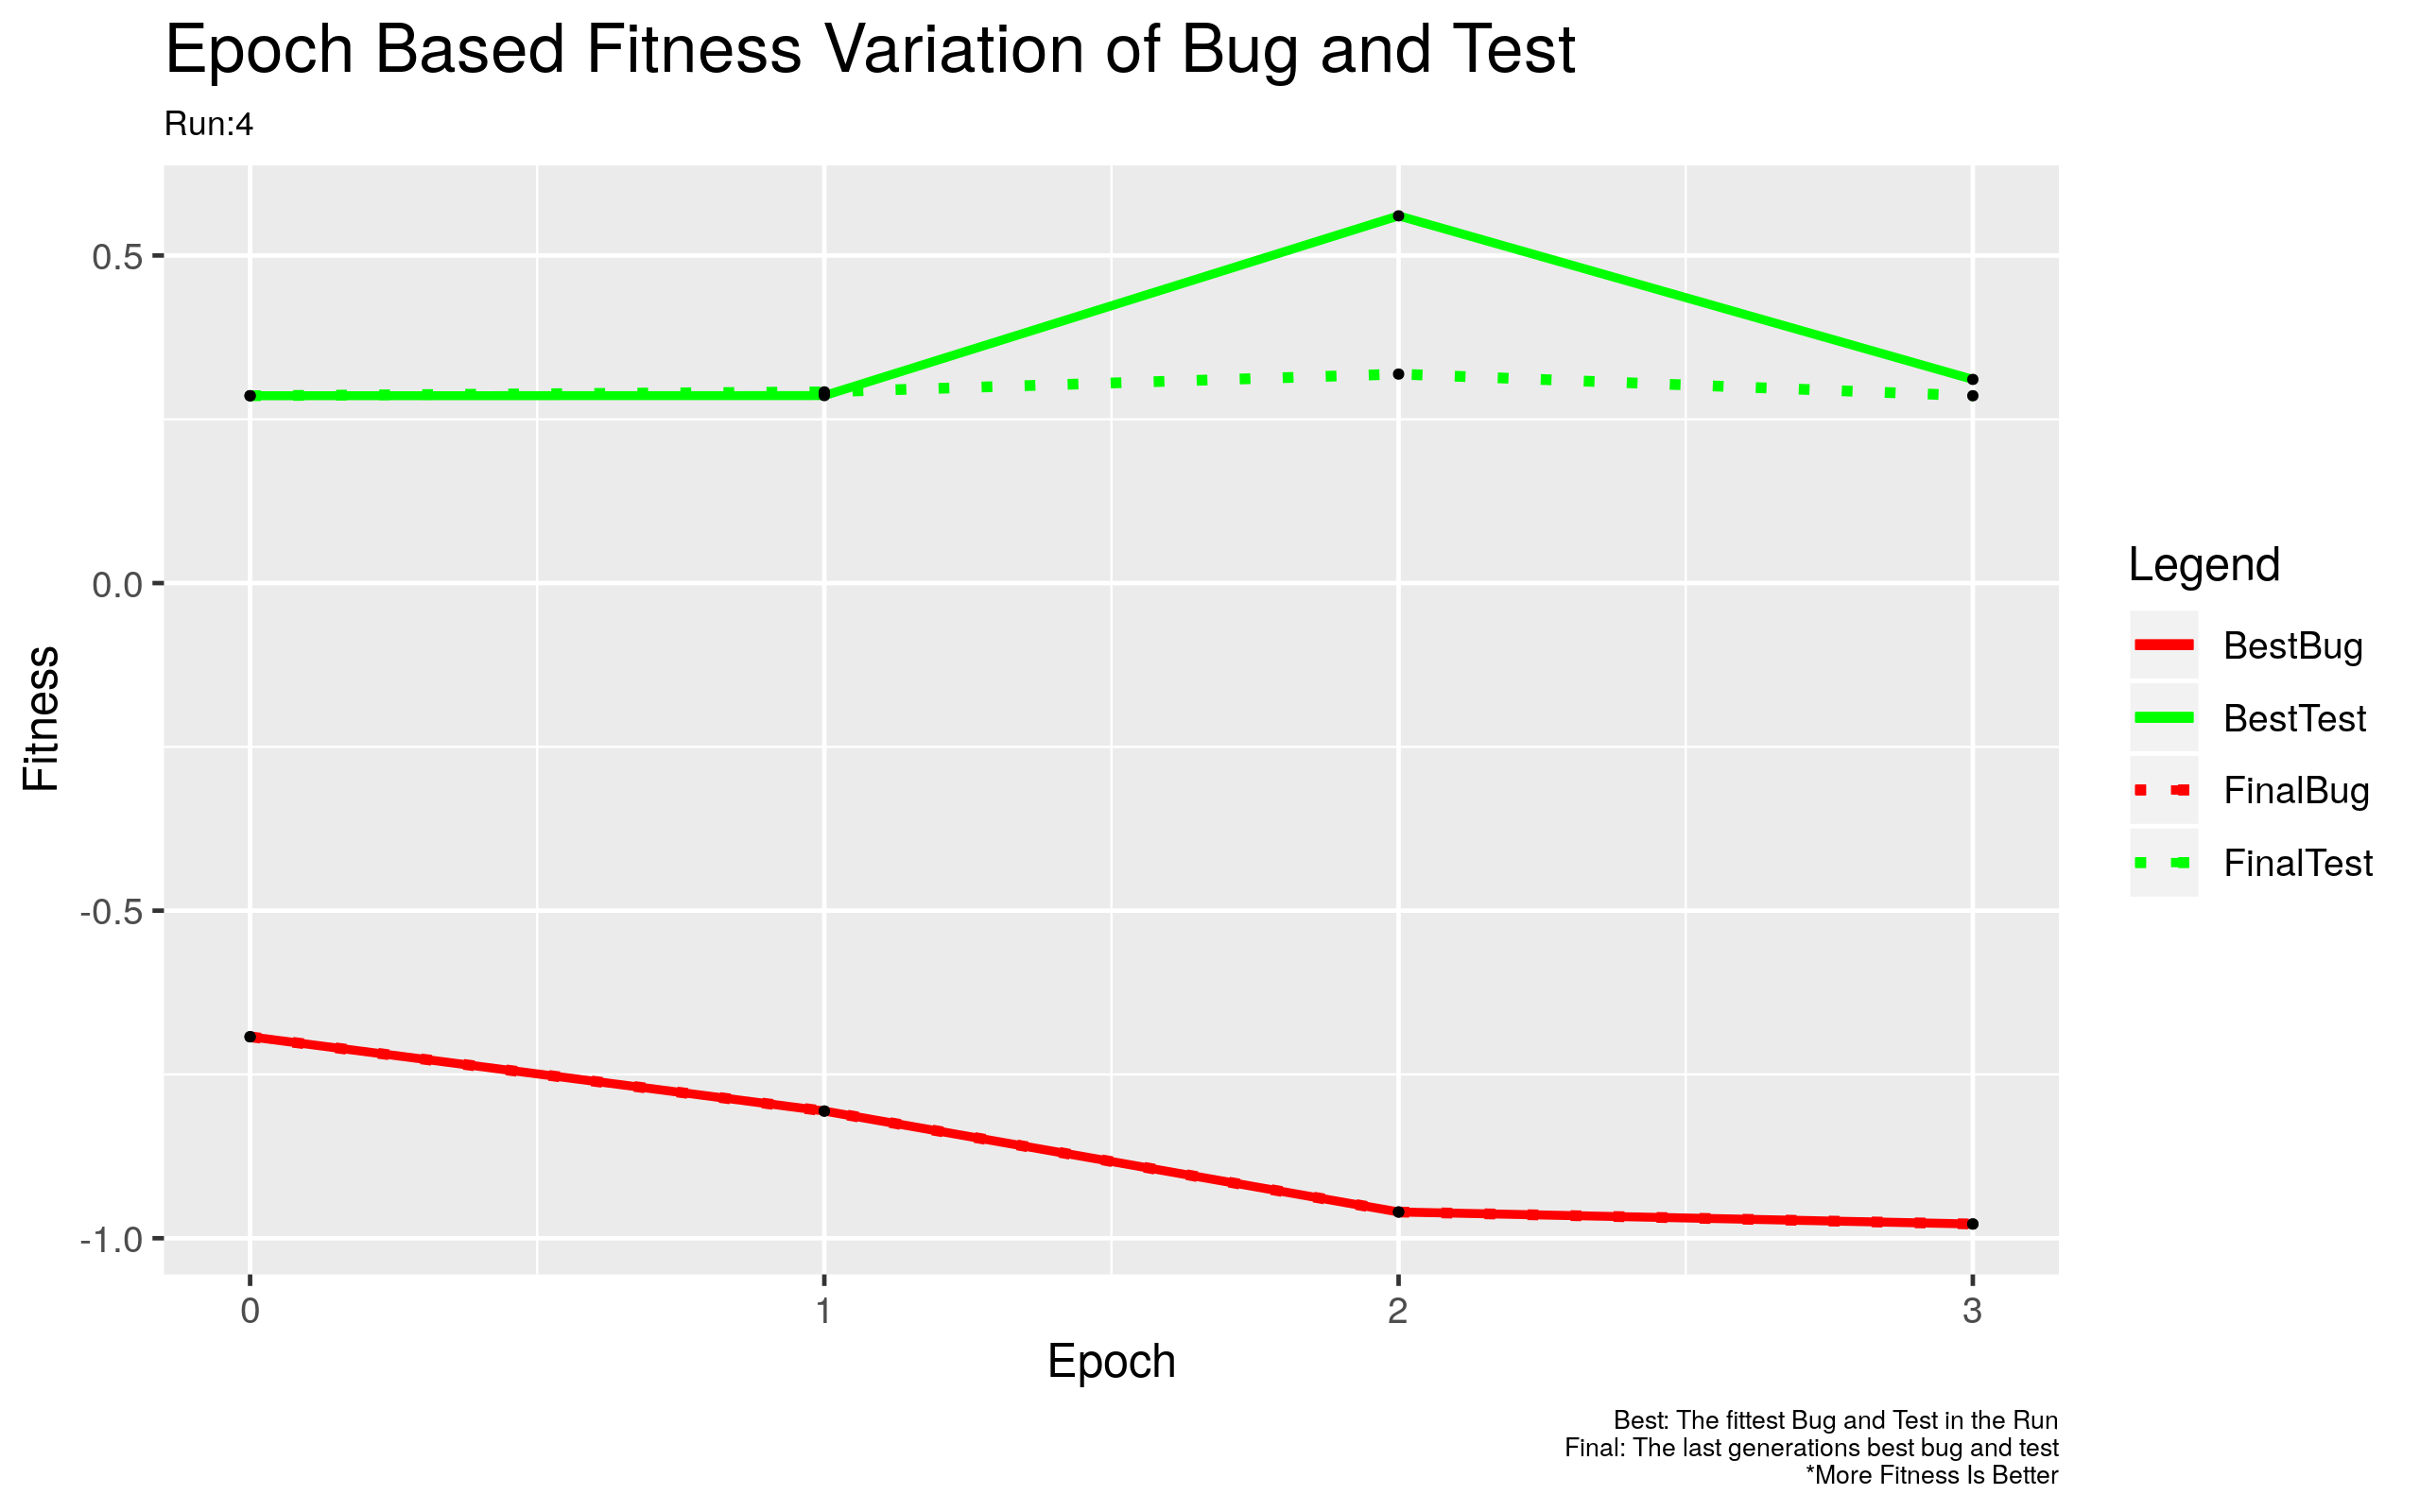 Epoch Based Fitness Variation of Bug and Test
Run:4
0.5
0.0
-0.5
-1.0
Fitness
0
1
2
3
Epoch
Legend
BestBug
BestTest
FinalBug
FinalTest
Best: The fittest Bug and Test in the Run
Final: The last generations best bug and test
*More Fitness Is Better